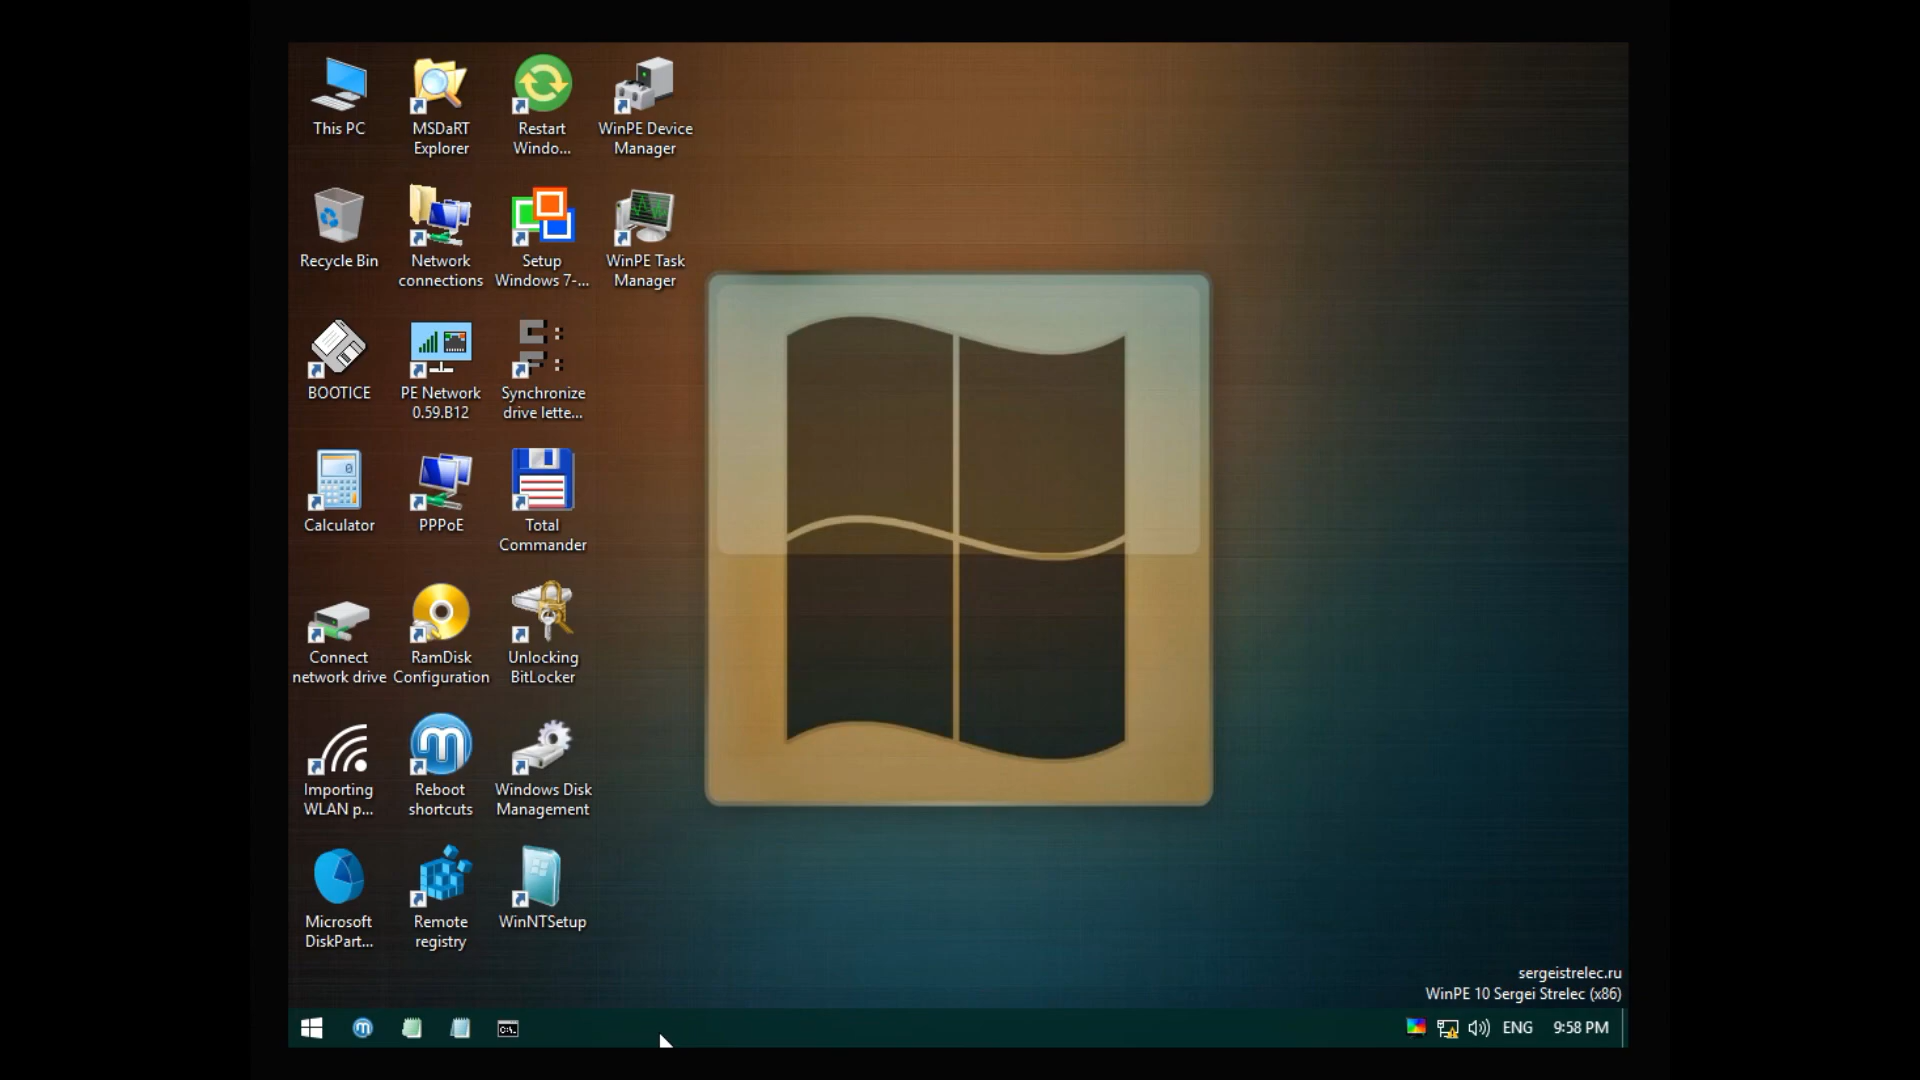 This PC
MSDaRT
Explorer
Restart
Windo...
WinPE Device
Manager
Recycle Bin
Network
connections
Setup
Windows 7-...
WinPE Task
Manager
BOOTICE
PE Network
0.59.B12
Synchronize
drive lette...
Calculator
PPPoE
Total
Commander
Connect
network drive
RamDisk
Configuration
Unlocking
BitLocker
Importing
WLAN p...
Reboot
shortcuts
Windows Disk
Management
Microsoft
DiskPart...
Remote
registry
WinNTSetup
sergeistrelec.ru
WinPE 10 Sergei Strelec (x86)
ENG
9:58 PM